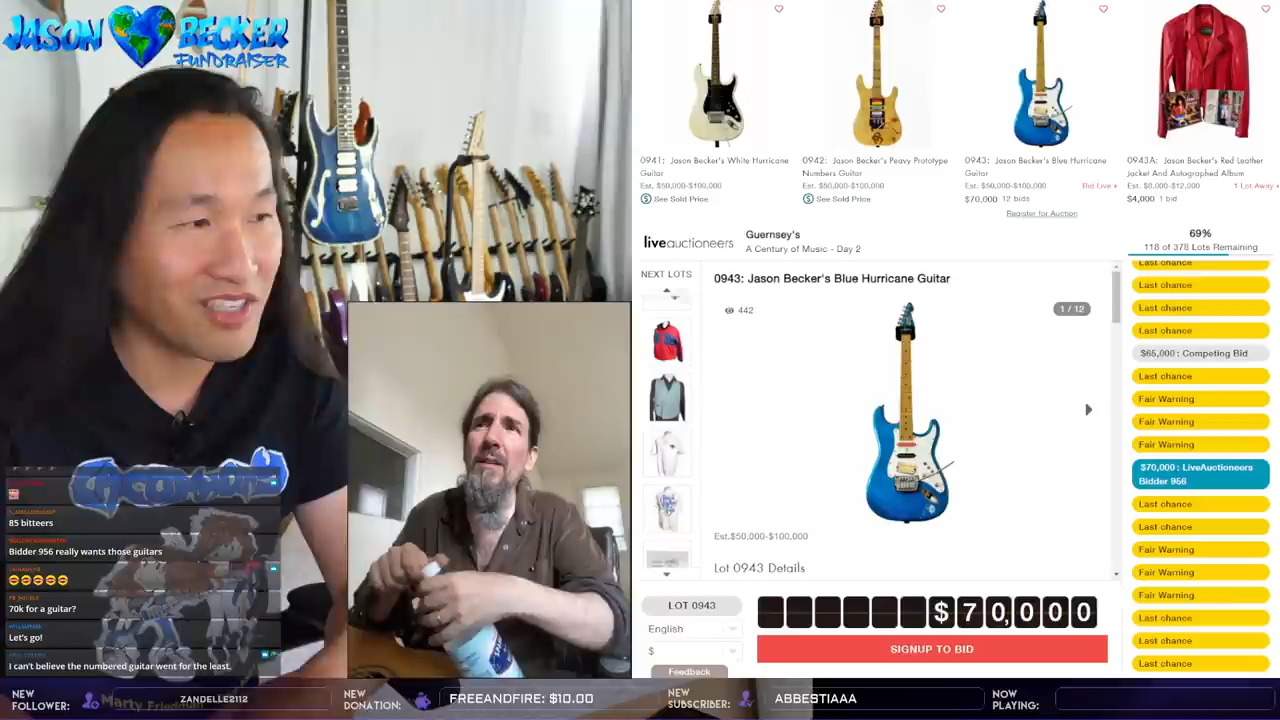 JASON BECKER
FUNDRAISER
0941: Jason Becker's White Hurricane
Guitar
Est. $50,000-$100,000
See Sold Price
0942: Jason Becker's Peavy Prototype
Numbers Guitar
Est. $50,000-$100,000
See Sold Price
0943: Jason Becker's Blue Hurricane
Guitar
Est. $50,000-$100,000
Bid Live
$70,000 12 bids
Register for Auction
0943A: Jason Becker's Red Leather
Jacket And Autographed Album
Est. $8,000-$12,000
1 Lot Away
$4,000 1 bid
liveauctioneers
Guernsey's
A Century of Music - Day 2
69%
118 of 378 Lots Remaining
NEXT LOTS
0943: Jason Becker's Blue Hurricane Guitar
442
1 / 12
Est.$50,000-$100,000
Lot 0943 Details
Last chance
Last chance
Last chance
Last chance
$65,000 : Competing Bid
Last chance
Fair Warning
Fair Warning
Fair Warning
$70,000 : LiveAuctioneers
Bidder 956
Last chance
Last chance
Fair Warning
Fair Warning
Fair Warning
Last chance
Last chance
Last chance
LOT 0943
English
$
Feedback
$70,000
SIGNUP TO BID
85 bitteers
Bidder 956 really wants those guitars
70k for a guitar?
Let's go!
I can't believe the numbered guitar went for the least.
NEW
FOLLOWER:
ZANDELLE2112
Marty Friedman
NEW
DONATION:
FREEANDFIRE: $10.00
NEW
SUBSCRIBER:
ABBESTIAAA
NOW
PLAYING: